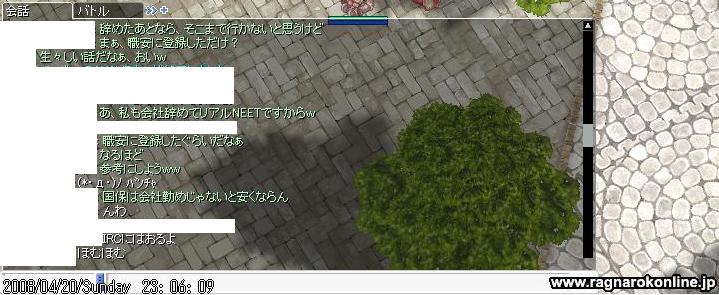 会話 バトル
辞めたあとなら、そこまで行かないと思うけど
まぁ、職安に登録しただけ？
生々しい話だなぁ、おいw
あ、私も会社辞めてリアルNEETですからw
職安に登録したぐらいだなぁ
なるほど
参考にしようww
(*･д･)ﾉ ﾊﾟﾝﾁｬ
国保は会社勤めじゃないと安くならん
んわ
IRCにはおるよ
ほむほむ
2008/04/20/Sunday 23:06:09
www.ragnarokonline.jp